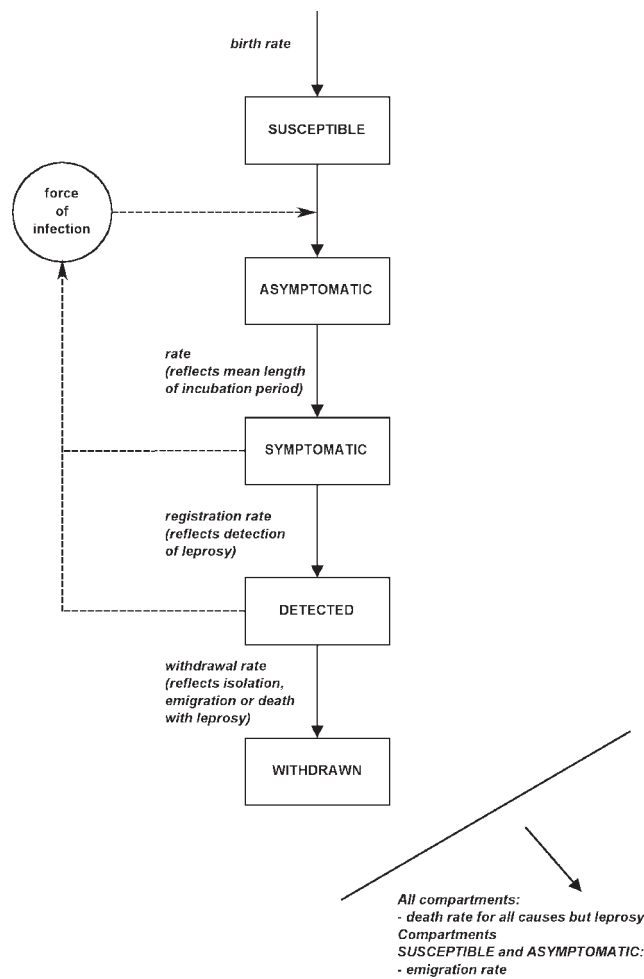 birth rate
SUSCEPTIBLE
force
of
infection
ASYMPTOMATIC
rate
(reflects mean length
of incubation period)
SYMPTOMATIC
registration rate
(reflects detection
of leprosy)
DETECTED
withdrawal rate
(reflects isolation,
emigration or death
with leprosy)
WITHDRAWN
All compartments:
- death rate for all causes but leprosy
Compartments
SUSCEPTIBLE and ASYMPTOMATIC:
- emigration rate